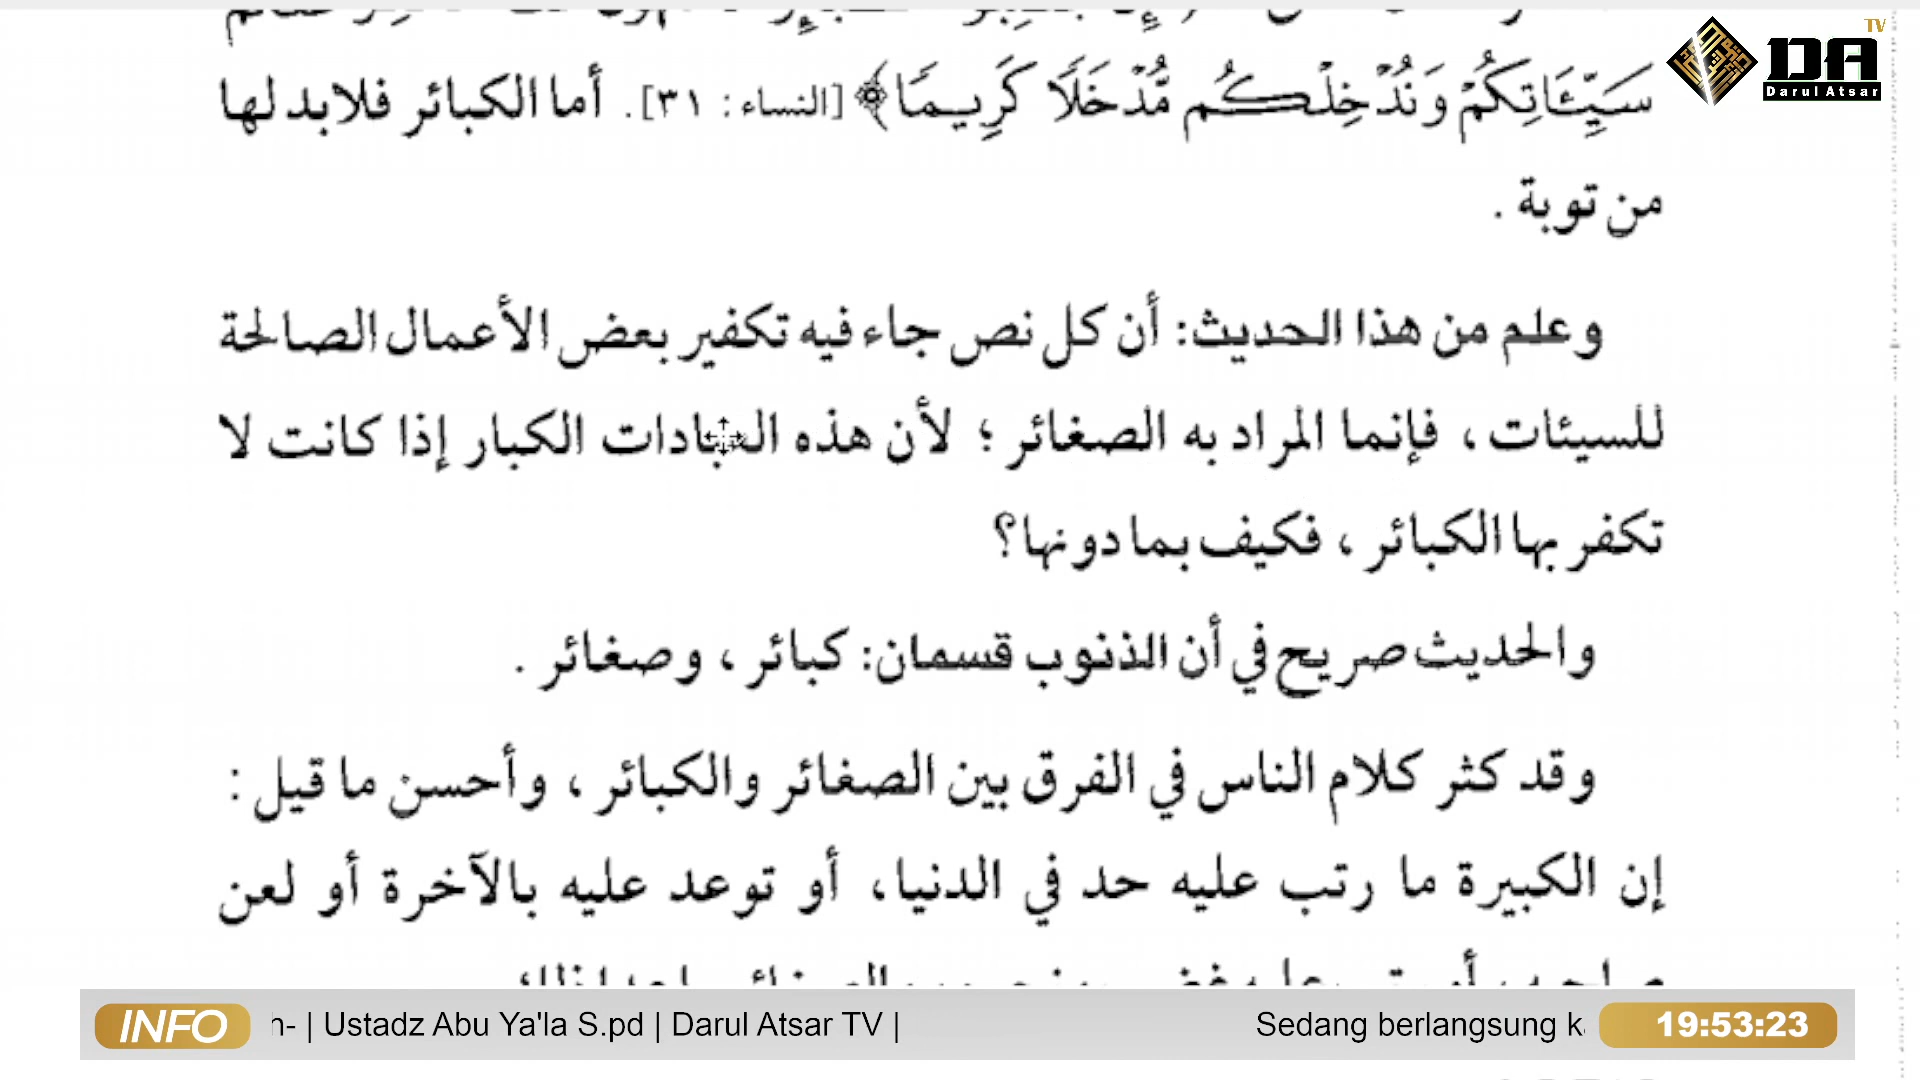 سَيِّـَٔاتِكُمْ وَنُدْخِلْكُم مُّدْخَلًا كَرِيمًا﴾ [النساء: ٣١]. أما الكبائر فلابد لها
من توبة .
وعلم من هذا الحديث: أن كل نص جاء فيه تكفير بعض الأعمال الصالحة
للسيئات، فإنما المراد به الصغائر؛ لأن هذه العبادات الكبار إذا كانت لا
تكفر بها الكبائر، فكيف بما دونها؟
والحديث صريح في أن الذنوب قسمان: كبائر، وصغائر .
وقد كثر كلام الناس في الفرق بين الصغائر والكبائر، وأحسن ما قيل :
إن الكبيرة ما رتب عليه حد في الدنيا، أو توعد عليه بالآخرة أو لعن
TV
DA
Darul Atsar
INFO
h- | Ustadz Abu Ya'la S.pd | Darul Atsar TV |
Sedang berlangsung
19:53:23